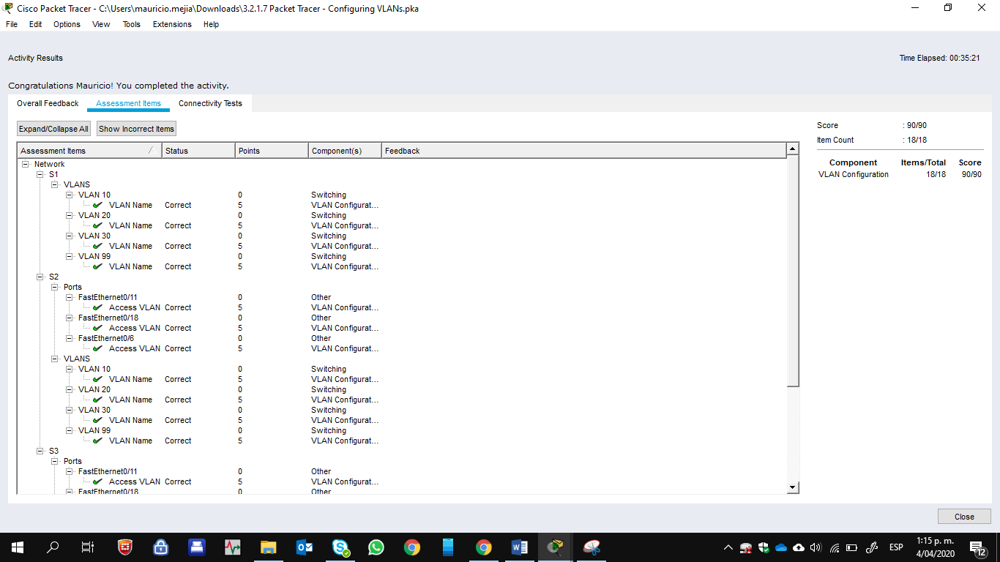 Cisco Packet Tracer - C:\Users\mauricio.mejia\Downloads\3.2.1.7 Packet Tracer - Configuring VLANs.pka
File Edit Options View Tools Extensions Help
Activity Results Time Elapsed: 00:35:21
Congratulations Mauricio! You completed the activity.
Overall Feedback Assessment Items Connectivity Tests
Expand/Collapse All Show Incorrect Items
Score : 90/90
Item Count : 18/18
Component Items/Total Score
VLAN Configuration 18/18 90/90
Assessment Items Status Points Component(s) Feedback
Network
S1
VLANS
VLAN 10 0 Switching
VLAN Name Correct 5 VLAN Configurat...
VLAN 20 0 Switching
VLAN Name Correct 5 VLAN Configurat...
VLAN 30 0 Switching
VLAN Name Correct 5 VLAN Configurat...
VLAN 99 0 Switching
VLAN Name Correct 5 VLAN Configurat...
S2
Ports
FastEthernet0/11 0 Other
Access VLAN Correct 5 VLAN Configurat...
FastEthernet0/18 0 Other
Access VLAN Correct 5 VLAN Configurat...
FastEthernet0/6 0 Other
Access VLAN Correct 5 VLAN Configurat...
VLANS
VLAN 10 0 Switching
VLAN Name Correct 5 VLAN Configurat...
VLAN 20 0 Switching
VLAN Name Correct 5 VLAN Configurat...
VLAN 30 0 Switching
VLAN Name Correct 5 VLAN Configurat...
VLAN 99 0 Switching
VLAN Name Correct 5 VLAN Configurat...
S3
Ports
FastEthernet0/11 0 Other
Access VLAN Correct 5 VLAN Configurat...
FastEthernet0/18 0 Other
Close
ESP 1:15 p. m.
4/04/2020 12